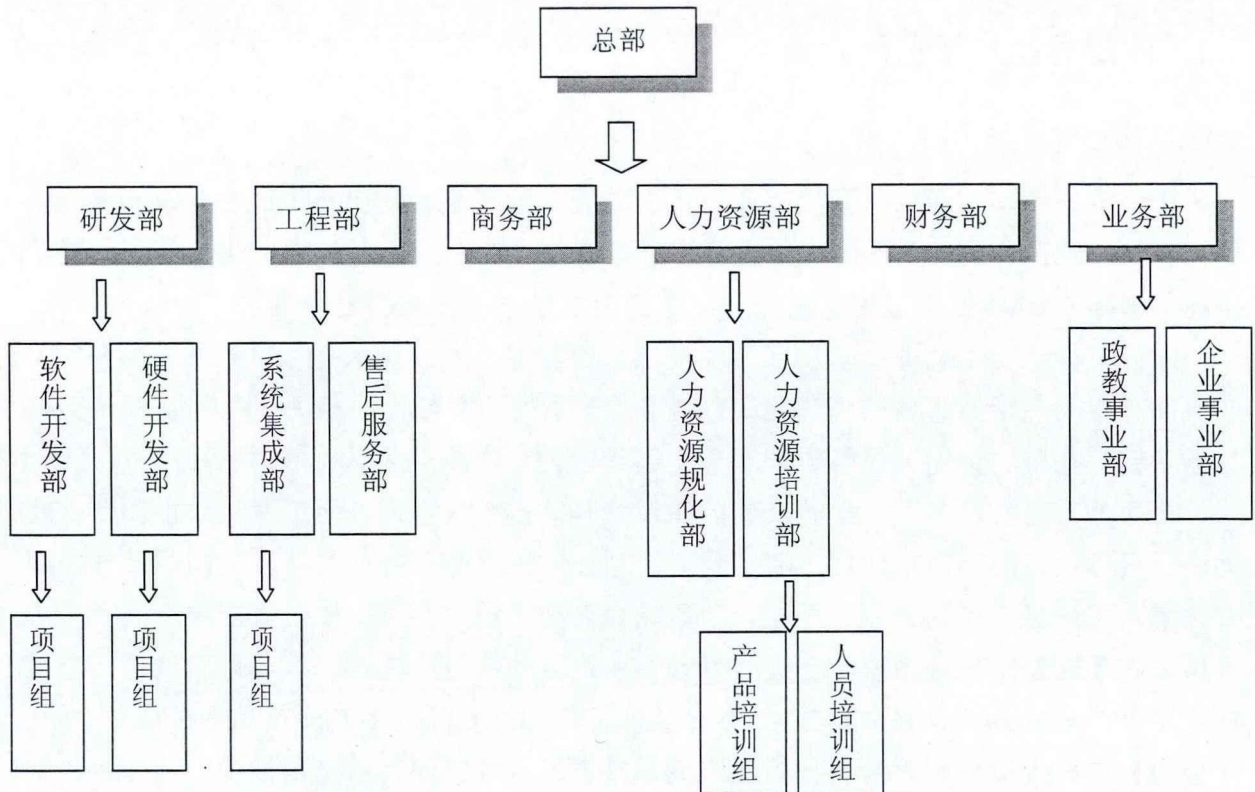 总部
研发部
工程部
商务部
人力资源部
财务部
业务部
软件开发部
硬件开发部
系统集成部
售后服务部
人力资源规化部
人力资源培训部
政教事业部
企业事业部
项目组
项目组
项目组
产品培训组
人员培训组